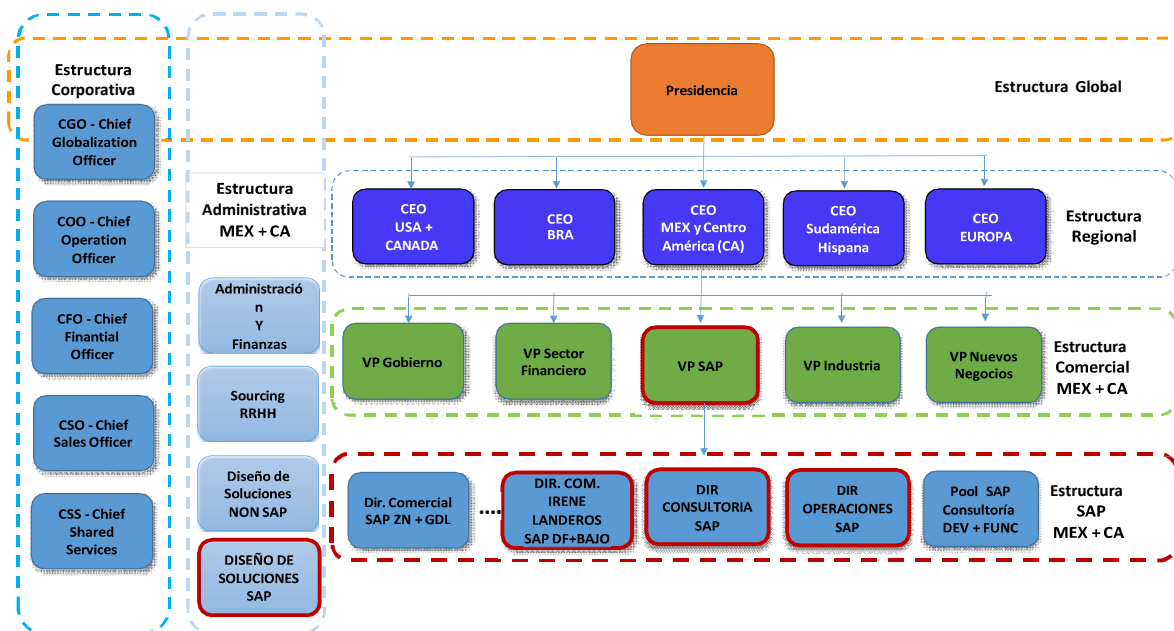 Estructura
Corporativa
CGO - Chief
Globalization
Officer
COO – Chief
Operation
Officer
CFO – Chief
Finantial
Officer
CSO – Chief
Sales Officer
CSS - Chief
Shared
Services
Estructura
Administrativa
MEX + CA
Administració
n
Y
Finanzas
Sourcing
RRHH
Diseño de
Soluciones
NON SAP
DISEÑO DE
SOLUCIONES
SAP
Presidencia
Estructura Global
CEO
USA +
CANADA
CEO
BRA
CEO
MEX y Centro
América (CA)
CEO
Sudamérica
Hispana
CEO
EUROPA
Estructura
Regional
VP Gobierno
VP Sector
Financiero
VP SAP
VP Industria
VP Nuevos
Negocios
Estructura
Comercial
MEX + CA
Dir. Comercial
SAP ZN + GDL
....
DIR. COM.
IRENE
LANDEROS
SAP DF+BAJO
DIR
CONSULTORIA
SAP
DIR
OPERACIONES
SAP
Pool SAP
Consultoría
DEV + FUNC
Estructura
SAP
MEX + CA